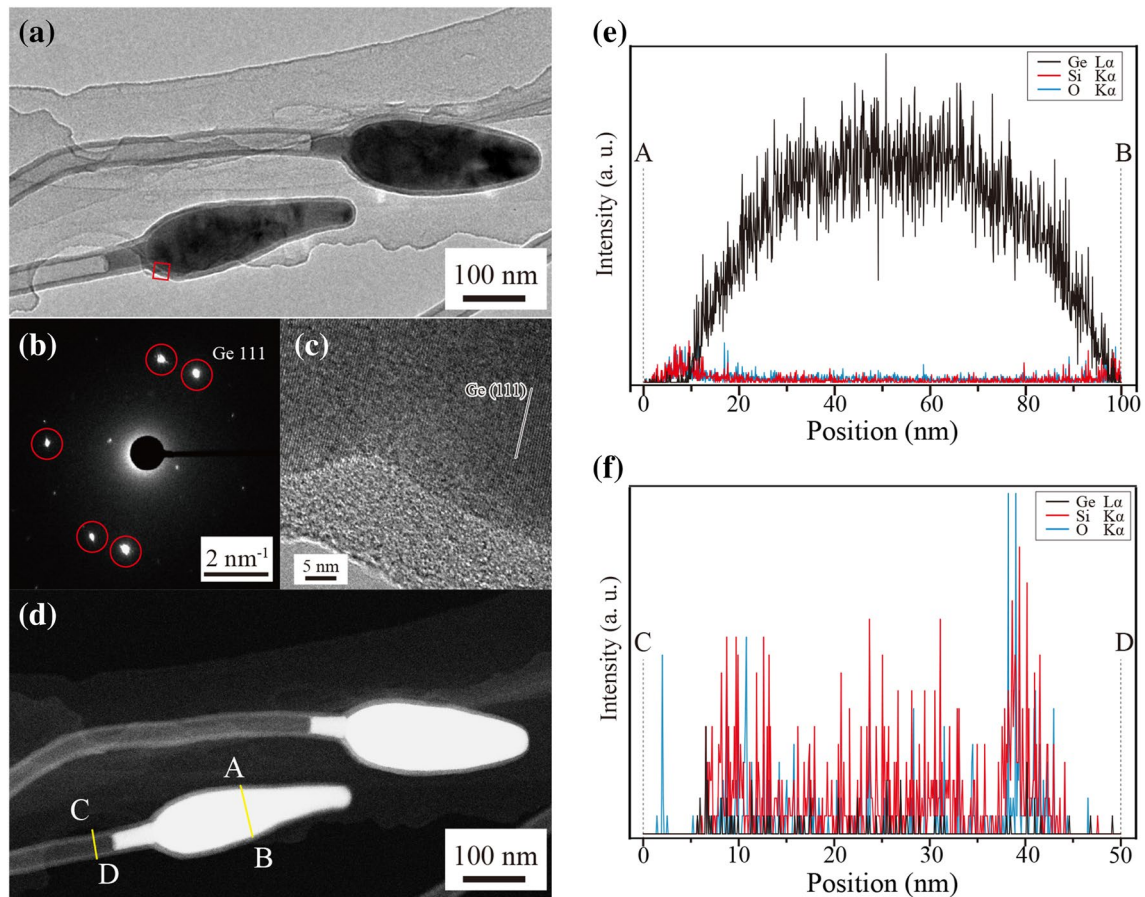 (a)
100 nm
(b)
Ge 111
2 nm-1
(c)
Ge (111)
5 nm
(d)
A
B
C
D
100 nm
(e)
Ge Lα
Si Kα
O Kα
A
B
Intensity (a. u.)
0 20 40 60 80 100
Position (nm)
(f)
Ge Lα
Si Kα
O Kα
C
D
Intensity (a. u.)
0 10 20 30 40 50
Position (nm)